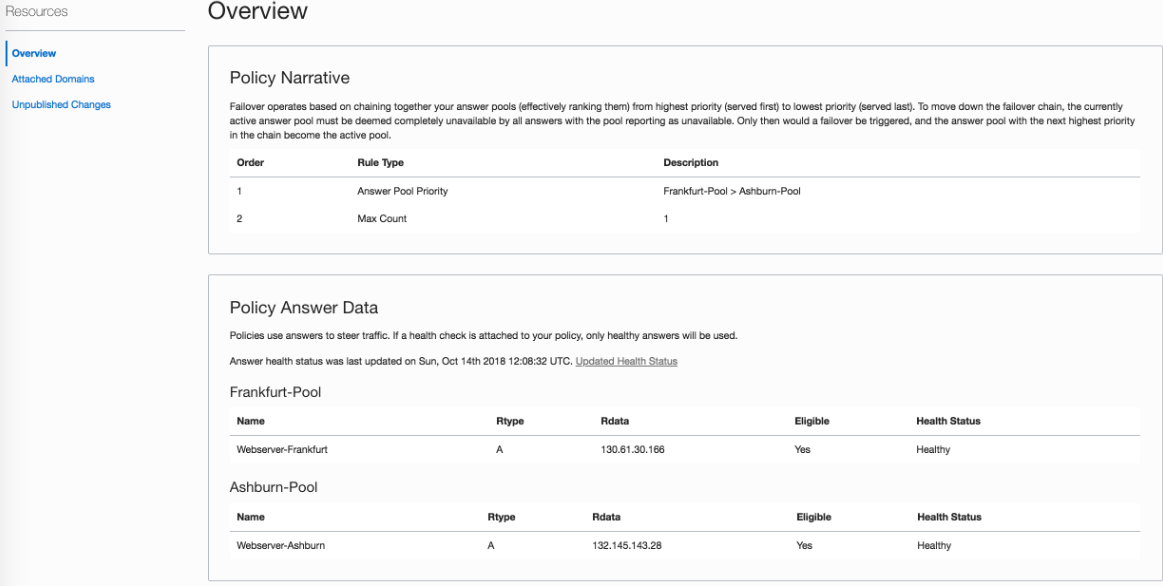 Resources
Overview
Attached Domains
Unpublished Changes
Overview
Policy Narrative
Failover operates based on chaining together your answer pools (effectively ranking them) from highest priority (served first) to lowest priority (served last). To move down the failover chain, the currently
active answer pool must be deemed completely unavailable by all answers with the pool reporting as unavailable. Only then would a failover be triggered, and the answer pool with the next highest priority
in the chain become the active pool.
Order Rule Type Description
1 Answer Pool Priority Frankfurt-Pool > Ashburn-Pool
2 Max Count 1
Policy Answer Data
Policies use answers to steer traffic. If a health check is attached to your policy, only healthy answers will be used.
Answer health status was last updated on Sun, Oct 14th 2018 12:08:32 UTC. Updated Health Status
Frankfurt-Pool
Name Rtype Rdata Eligible Health Status
Webserver-Frankfurt A 130.61.30.166 Yes Healthy
Ashburn-Pool
Name Rtype Rdata Eligible Health Status
Webserver-Ashburn A 132.145.143.28 Yes Healthy